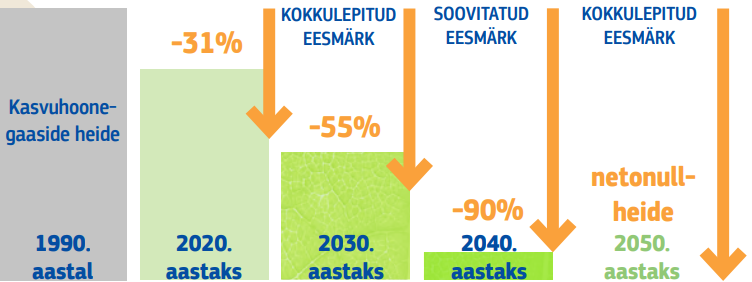 Kasvuhoone-
gaaside heide
1990.
aastal
-31%
2020.
aastaks
KOKKULEPITUD
EESMÄRK
-55%
2030.
aastaks
SOOVITATUD
EESMÄRK
-90%
2040.
aastaks
KOKKULEPITUD
EESMÄRK
netonull-
heide
2050.
aastaks